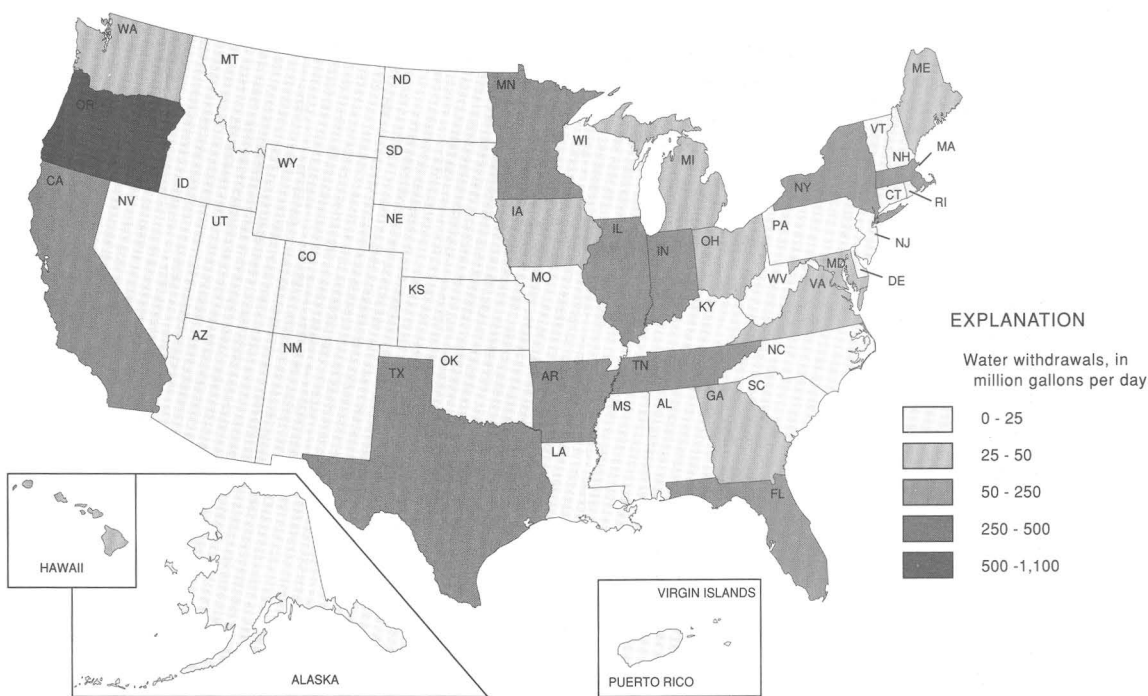 WA
MT
ND
MN
ME
OR
ID
WY
SD
WI
MI
VT
NH
MA
NY
CT
RI
CA
NV
UT
NE
IA
PA
NJ
CO
IL
IN
OH
MD
DE
WV
VA
KS
MO
KY
AZ
NM
OK
TX
AR
TN
NC
SC
MS
AL
GA
LA
FL
EXPLANATION
Water withdrawals, in
million gallons per day
0 - 25
25 - 50
50 - 250
250 - 500
500 -1,100
HAWAII
ALASKA
VIRGIN ISLANDS
PUERTO RICO